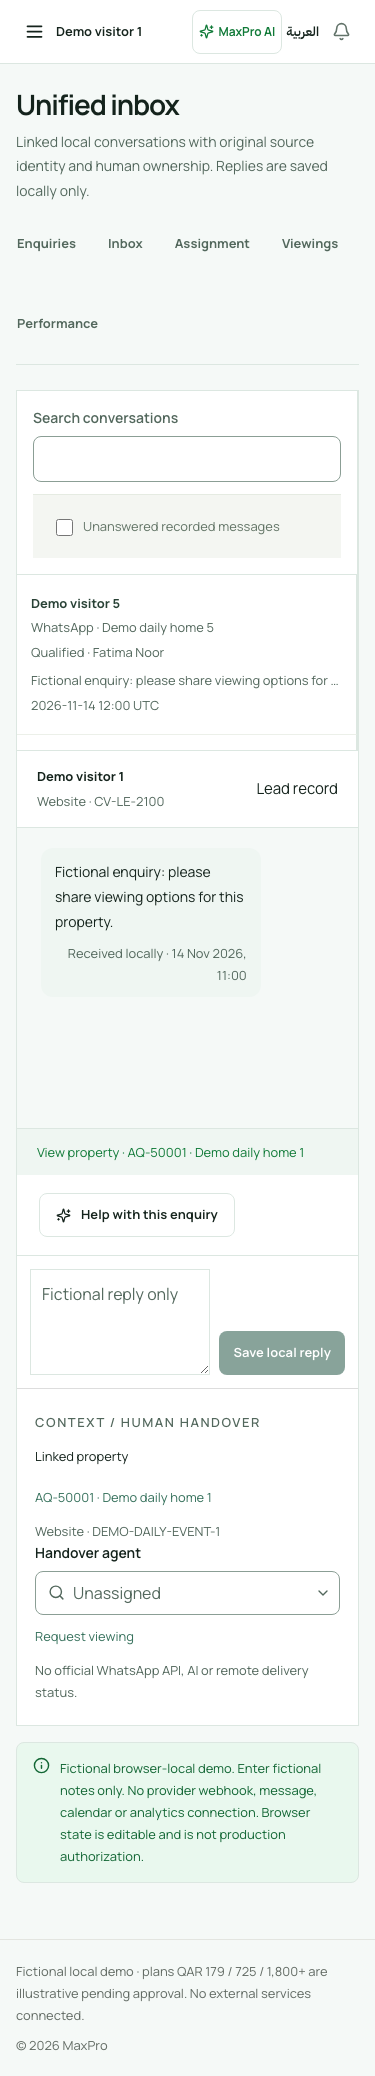 Demo visitor 1
MaxPro AI
العربية
Unified inbox
Linked local conversations with original source
identity and human ownership. Replies are saved
locally only.
Enquiries
Inbox
Assignment
Viewings
Performance
Search conversations
Unanswered recorded messages
Demo visitor 5
WhatsApp · Demo daily home 5
Qualified · Fatima Noor
Fictional enquiry: please share viewing options for ...
2026-11-14 12:00 UTC
Demo visitor 1
Website · CV-LE-2100
Lead record
Fictional enquiry: please
share viewing options for this
property.
Received locally · 14 Nov 2026,
11:00
View property · AQ-50001 · Demo daily home 1
Help with this enquiry
Fictional reply only
Save local reply
CONTEXT / HUMAN HANDOVER
Linked property
AQ-50001 · Demo daily home 1
Website · DEMO-DAILY-EVENT-1
Handover agent
Unassigned
Request viewing
No official WhatsApp API, AI or remote delivery
status.
Fictional browser-local demo. Enter fictional
notes only. No provider webhook, message,
calendar or analytics connection. Browser
state is editable and is not production
authorization.
Fictional local demo · plans QAR 179 / 725 / 1,800+ are
illustrative pending approval. No external services
connected.
© 2026 MaxPro